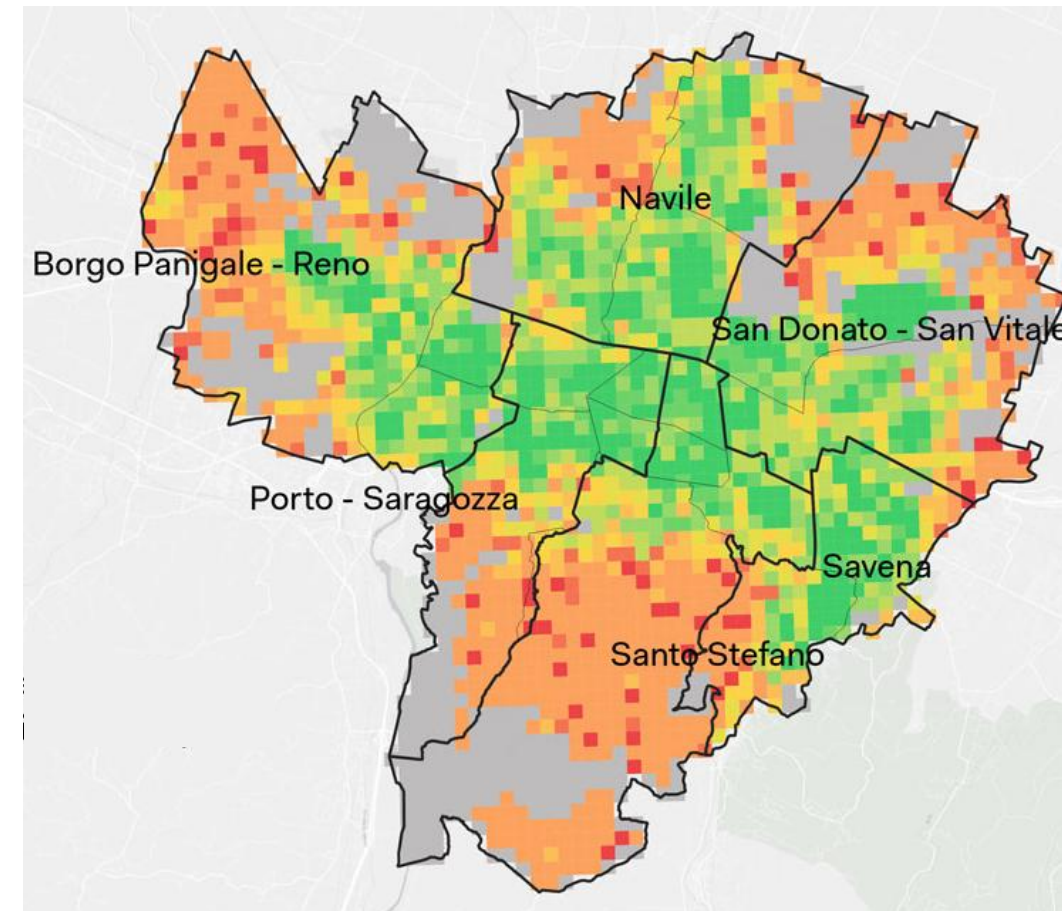 Navile
Borgo Panigale - Reno
San Donato - San Vitale
Porto - Saragozza
Savena
Santo Stefano